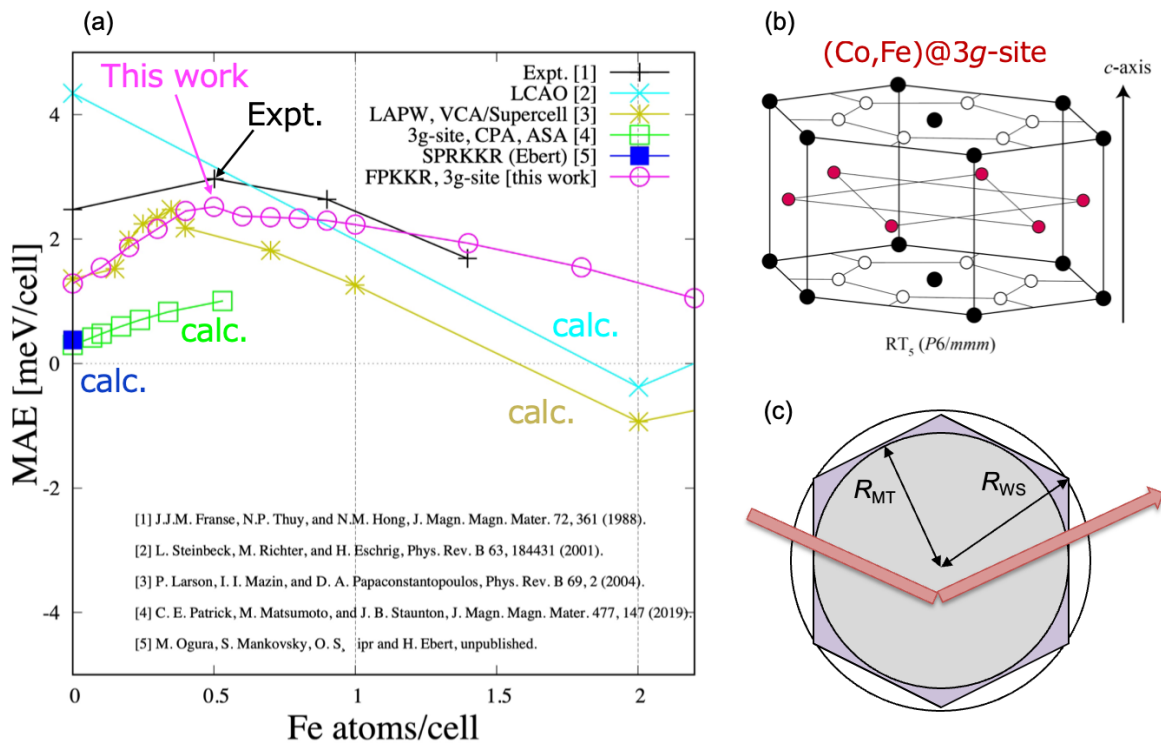 (a)
MAE [meV/cell]
4
2
0
-2
-4
0
0.5
1
1.5
2
Fe atoms/cell
This work
Expt.
Expt. [1]
LCAO [2]
LAPW, VCA/Supercell [3]
3g-site, CPA, ASA [4]
SPRKKR (Ebert) [5]
FPKKR, 3g-site [this work]
calc.
calc.
calc.
calc.
[1] J.J.M. Franse, N.P. Thuy, and N.M. Hong, J. Magn. Magn. Mater. 72, 361 (1988).
[2] L. Steinbeck, M. Richter, and H. Eschrig, Phys. Rev. B 63, 184431 (2001).
[3] P. Larson, I. I. Mazin, and D. A. Papaconstantopoulos, Phys. Rev. B 69, 2 (2004).
[4] C. E. Patrick, M. Matsumoto, and J. B. Staunton, J. Magn. Magn. Mater. 477, 147 (2019).
[5] M. Ogura, S. Mankovsky, O. S¸ ipr and H. Ebert, unpublished.
(b)
(Co,Fe)@3g-site
c-axis
RT₅ (P6/mmm)
(c)
R_MT
R_WS